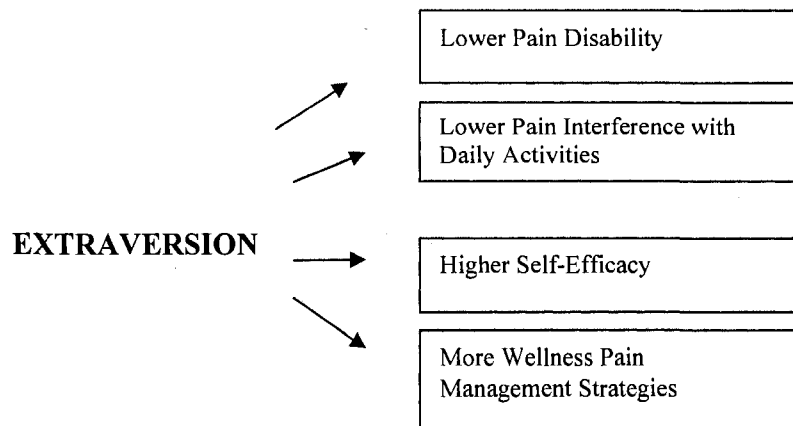 Lower Pain Disability
Lower Pain Interference with
Daily Activities
EXTRAVERSION
Higher Self-Efficacy
More Wellness Pain
Management Strategies